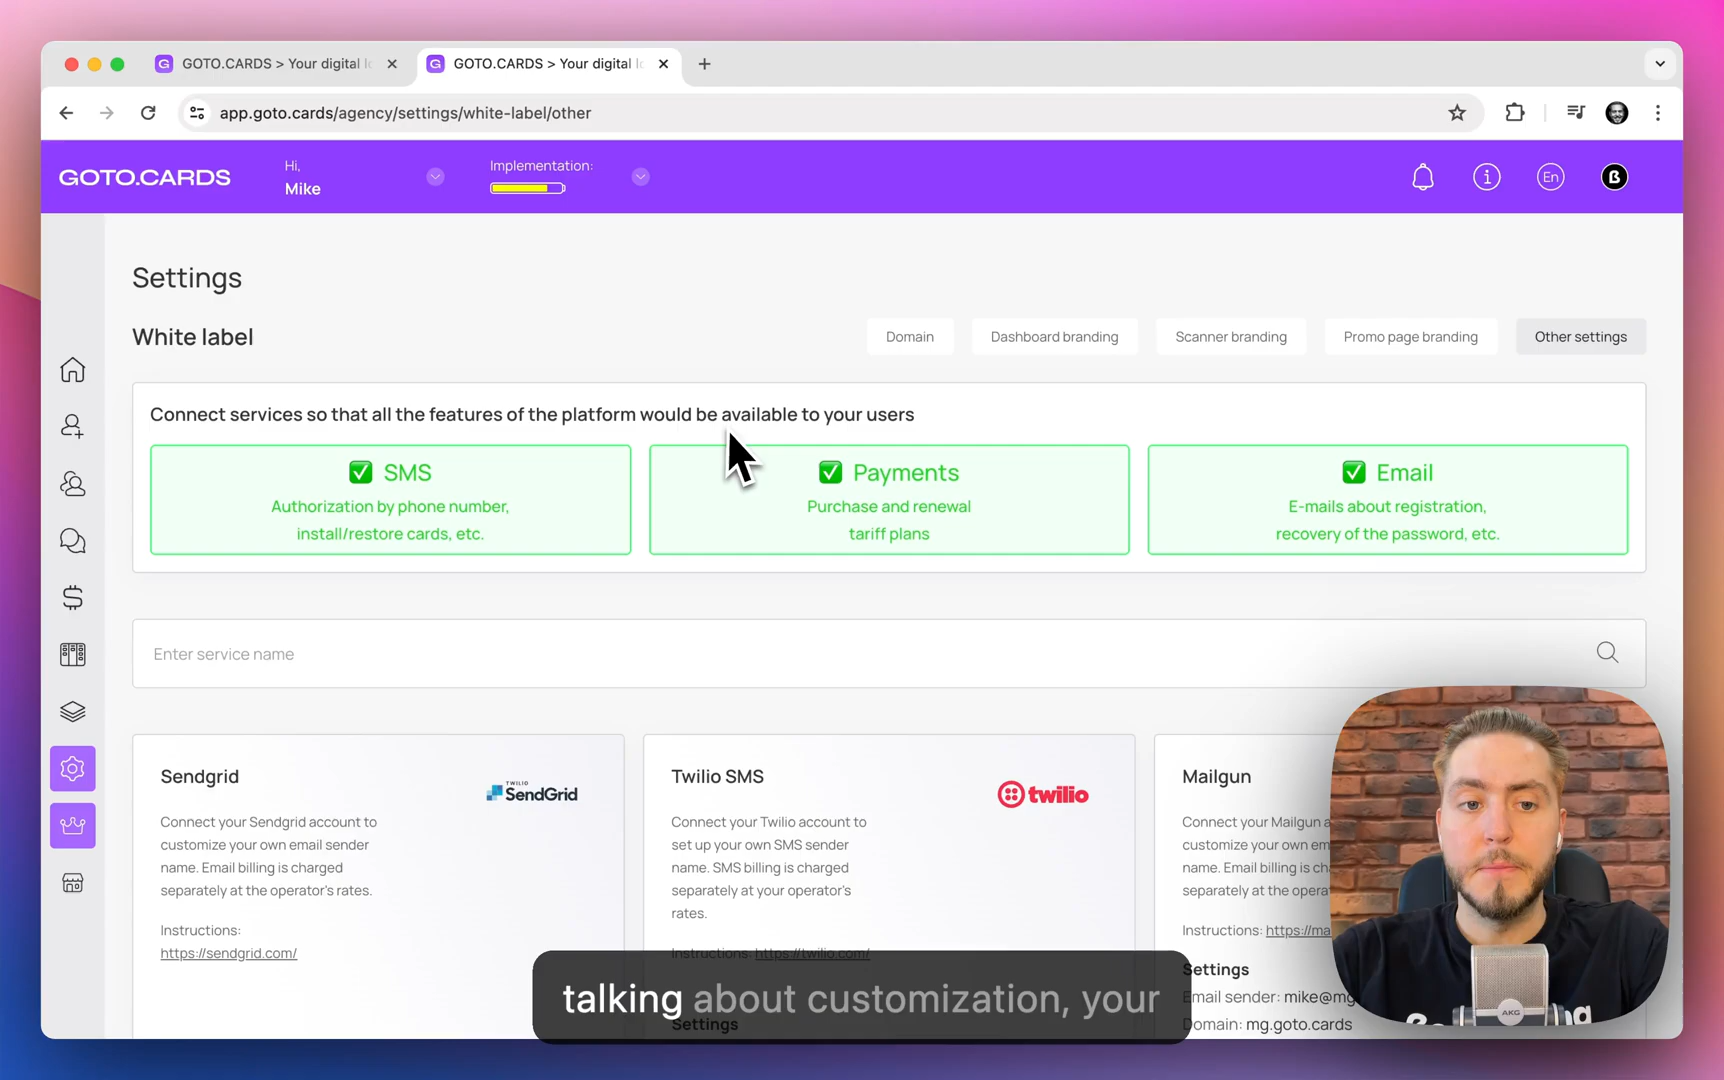 GOTO.CARDS > Your digital lo
GOTO.CARDS > Your digital lo
app.goto.cards/agency/settings/white-label/other
GOTO.CARDS
Hi,
Mike
Implementation:
En
Settings
White label
Domain
Dashboard branding
Scanner branding
Promo page branding
Other settings
Connect services so that all the features of the platform would be available to your users
SMS
Authorization by phone number,
install/restore cards, etc.
Payments
Purchase and renewal
tariff plans
Email
E-mails about registration,
recovery of the password, etc.
Enter service name
Sendgrid
TWILIO
SendGrid
Connect your Sendgrid account to
customize your own email sender
name. Email billing is charged
separately at the operator's rates.
Instructions:
https://sendgrid.com/
Twilio SMS
twilio
Connect your Twilio account to
set up your own SMS sender
name. SMS billing is charged
separately at your operator's
rates.
Instructions: https://twilio.com/
Settings
Mailgun
Connect your Mailgun a
customize your own em
name. Email billing is ch
separately at the opera
Instructions: https://ma
Settings
Email sender: mike@mg
Domain: mg.goto.cards
talking about customization, your
AKG